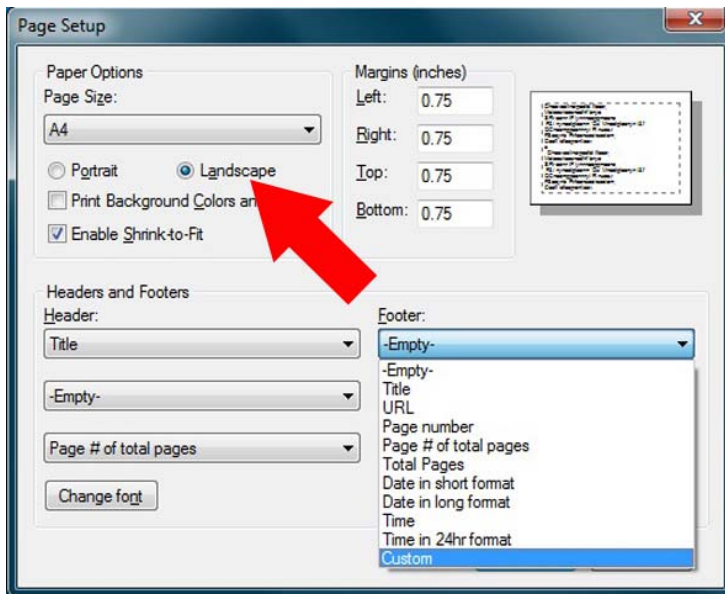 Page Setup
Paper Options
Page Size:
A4
Portrait
Landscape
Print Background Colors an
Enable Shrink-to-Fit
Margins (inches)
Left: 0.75
Right: 0.75
Top: 0.75
Bottom: 0.75
Headers and Footers
Header:
Title
-Empty-
Page # of total pages
Change font
Footer:
-Empty-
-Empty-
Title
URL
Page number
Page # of total pages
Total Pages
Date in short format
Date in long format
Time
Time in 24hr format
Custom